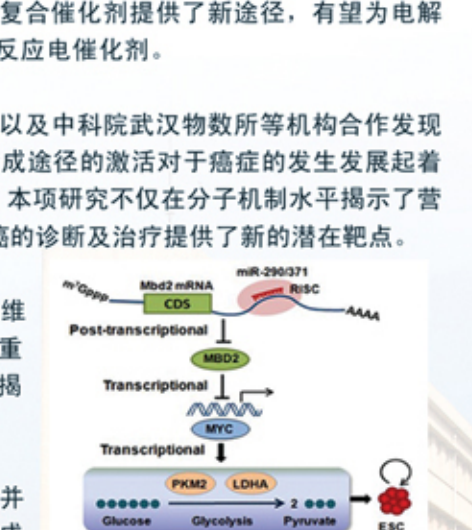 复合催化剂提供了新途径，有望为电解
反应电催化剂。
以及中科院武汉物数所等机构合作发现
成途径的激活对于癌症的发生发展起着
本项研究不仅在分子机制水平揭示了营
癌的诊断及治疗提供了新的潜在靶点。
维
重
揭
并
miR-290/371
m⁷Gppp
Mbd2 mRNA
RISC
CDS
AAAA
Post-transcriptional
MBD2
Transcriptional
MYC
Transcriptional
PKM2
LDHA
2
Glucose
Glycolysis
Pyruvate
ESC